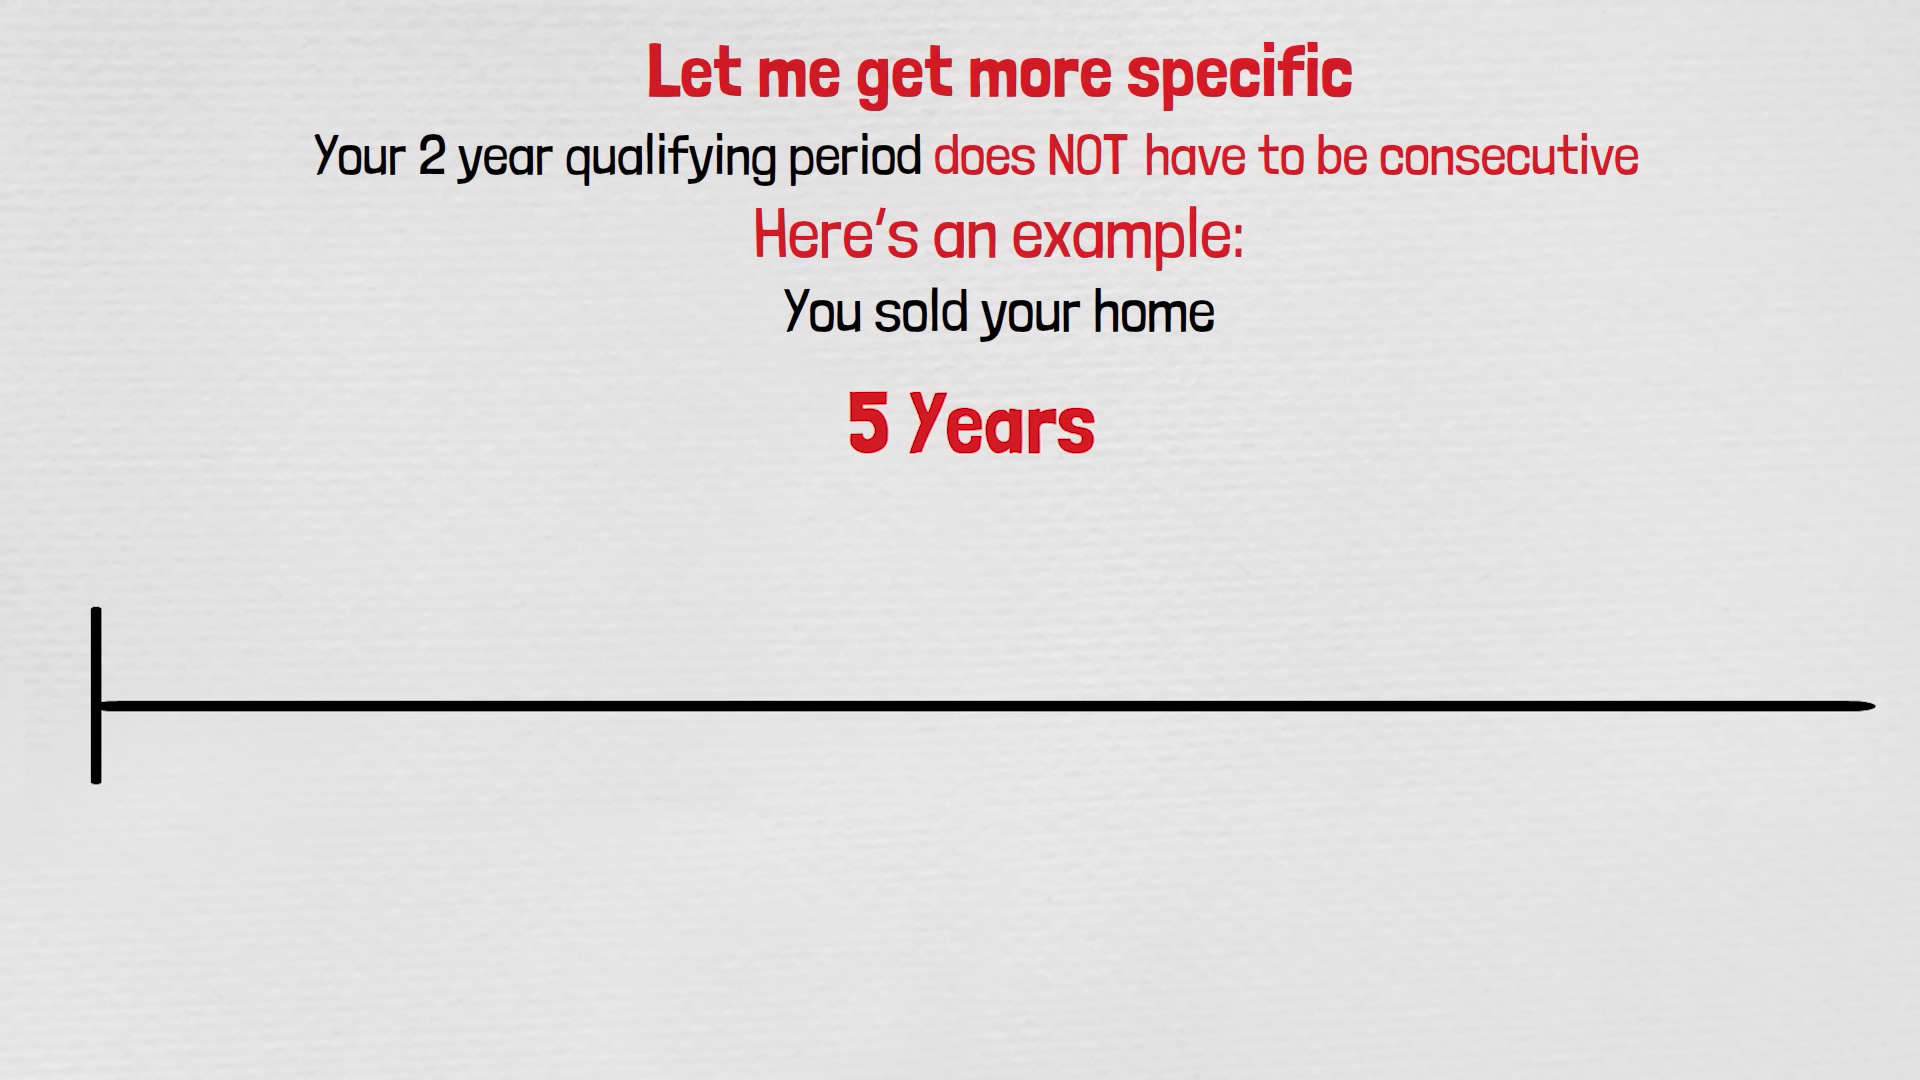 Let me get more specific
Your 2 year qualifying period does NOT have to be consecutive
Here's an example:
You sold your home
5 Years